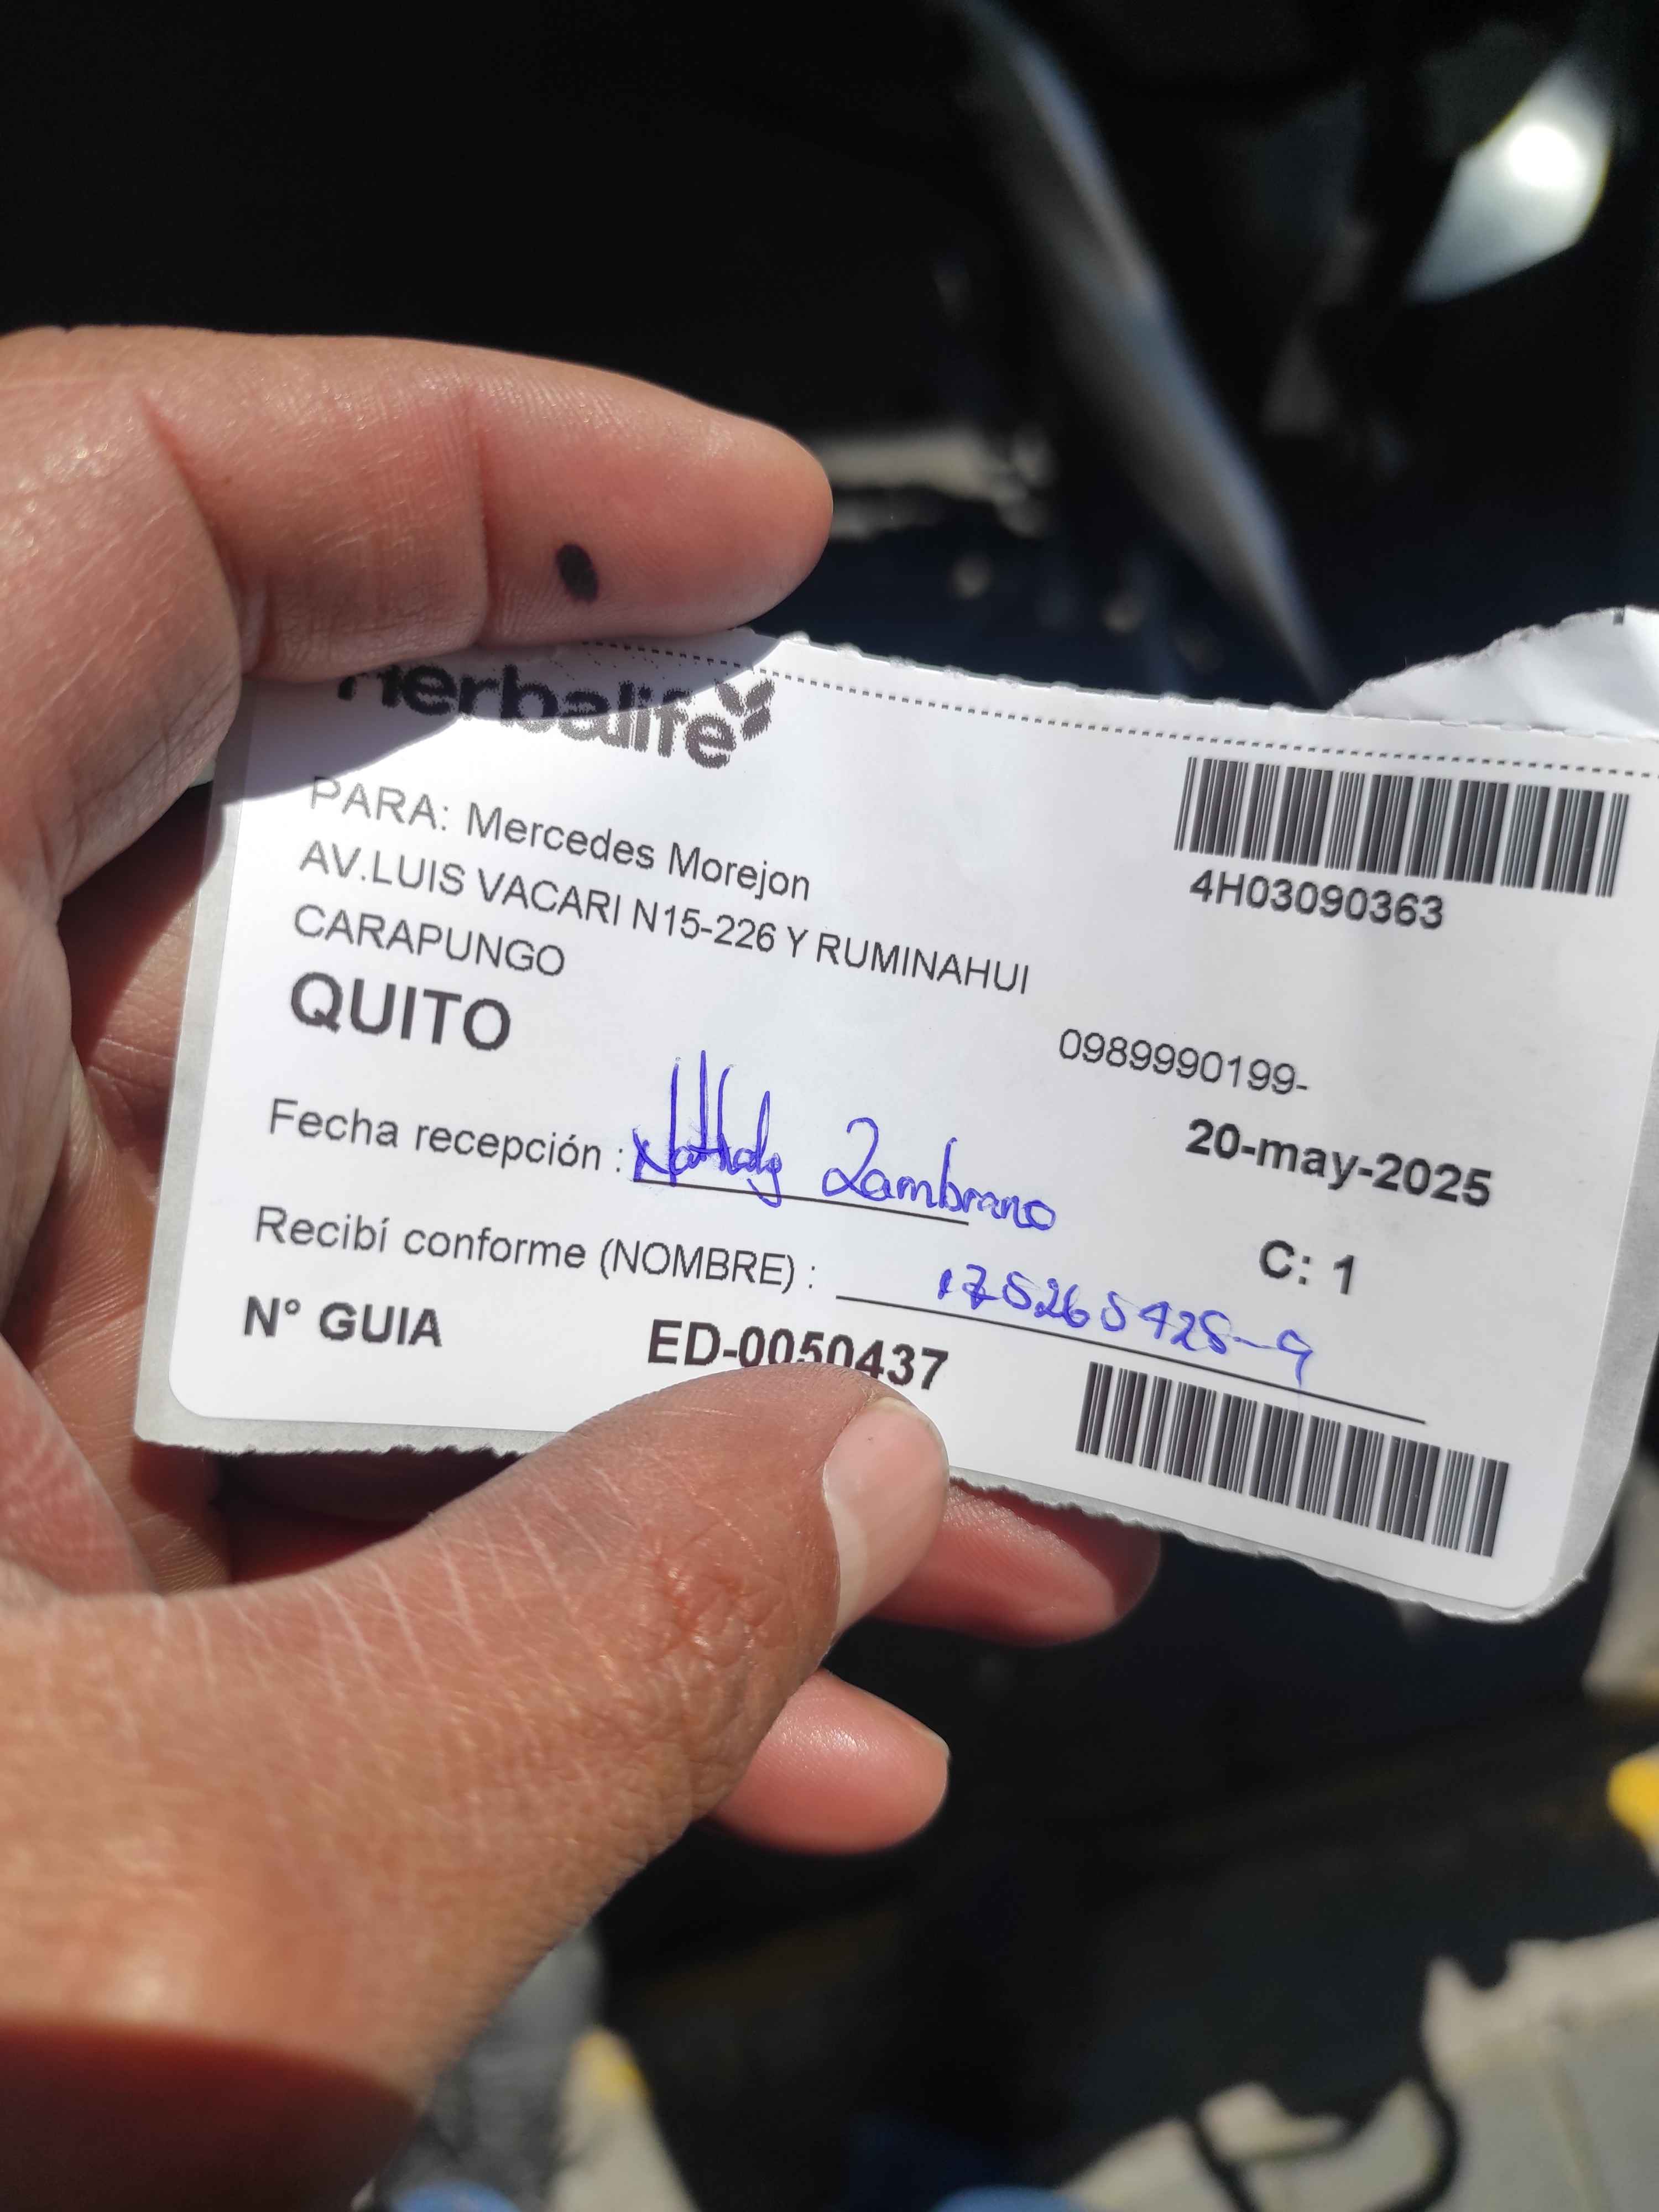 Herbalife
4H03090363
PARA: Mercedes Morejon
AV.LUIS VACARI N15-226 Y RUMINAHUI
CARAPUNGO
QUITO
0989990199-
20-may-2025
Fecha recepción : Nathaly Zambrano
C: 1
Recibí conforme (NOMBRE) : 175265428-9
N° GUIA ED-0050437